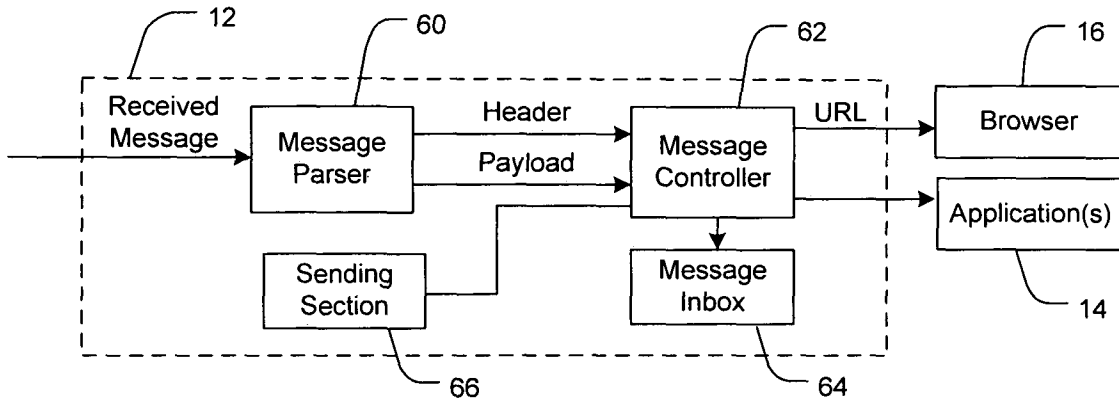 12
60
62
16
Received
Message
Message
Parser
Header
Payload
Message
Controller
URL
Browser
Application(s)
Sending
Section
Message
Inbox
14
66
64